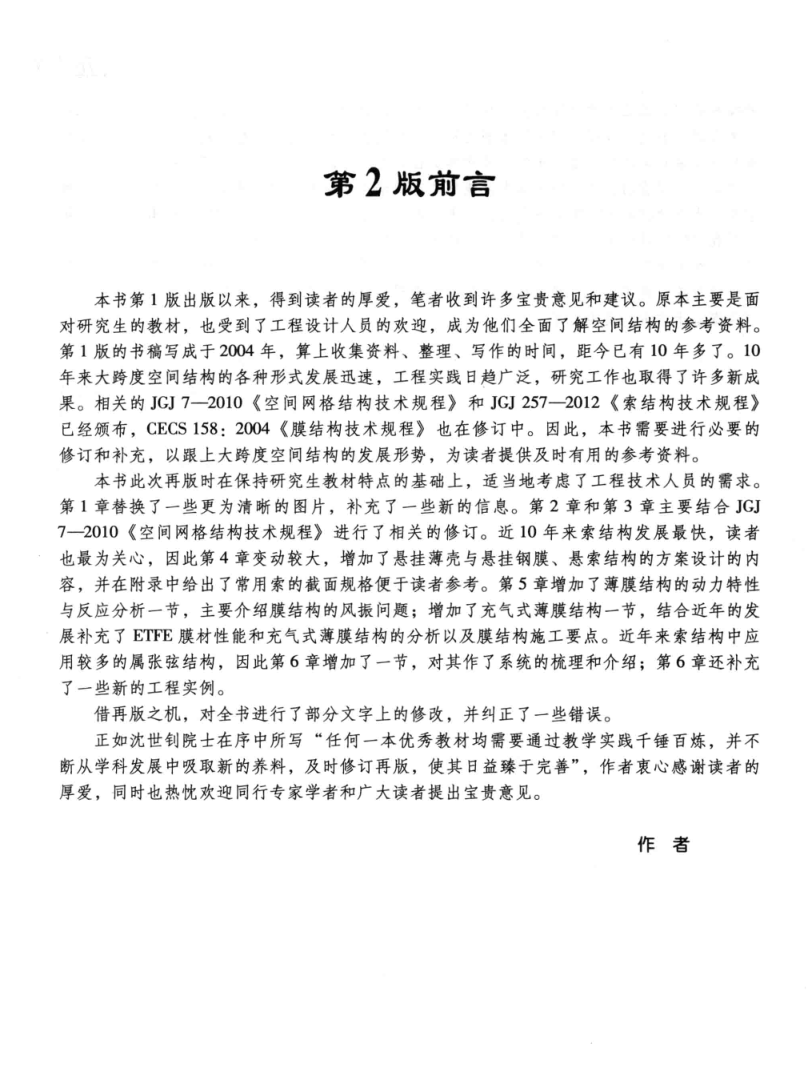 第 2 版前言
本书第 1 版出版以来，得到读者的厚爱，笔者收到许多宝贵意见和建议。原本主要是面
对研究生的教材，也受到了工程设计人员的欢迎，成为他们全面了解空间结构的参考资料。
第 1 版的书稿写成于 2004 年，算上收集资料、整理、写作的时间，距今已有 10 年多了。10
年来大跨度空间结构的各种形式发展迅速，工程实践日趋广泛，研究工作也取得了许多新成
果。相关的 JGJ 7—2010《空间网格结构技术规程》和 JGJ 257—2012《索结构技术规程》
已经颁布，CECS 158：2004《膜结构技术规程》也在修订中。因此，本书需要进行必要的
修订和补充，以跟上大跨度空间结构的发展形势，为读者提供及时有用的参考资料。
本书此次再版时在保持研究生教材特点的基础上，适当地考虑了工程技术人员的需求。
第 1 章替换了一些更为清晰的图片，补充了一些新的信息。第 2 章和第 3 章主要结合 JGJ
7—2010《空间网格结构技术规程》进行了相关的修订。近 10 年来索结构发展最快，读者
也最为关心，因此第 4 章变动较大，增加了悬挂薄壳与悬挂钢膜、悬索结构的方案设计的内
容，并在附录中给出了常用索的截面规格便于读者参考。第 5 章增加了薄膜结构的动力特性
与反应分析一节，主要介绍膜结构的风振问题；增加了充气式薄膜结构一节，结合近年的发
展补充了 ETFE 膜材性能和充气式薄膜结构的分析以及膜结构施工要点。近年来索结构中应
用较多的属张弦结构，因此第 6 章增加了一节，对其作了系统的梳理和介绍；第 6 章还补充
了一些新的工程实例。
借再版之机，对全书进行了部分文字上的修改，并纠正了一些错误。
正如沈世钊院士在序中所写“任何一本优秀教材均需要通过教学实践千锤百炼，并不
断从学科发展中吸取新的养料，及时修订再版，使其日益臻于完善”，作者衷心感谢读者的
厚爱，同时也热忱欢迎同行专家学者和广大读者提出宝贵意见。
作 者